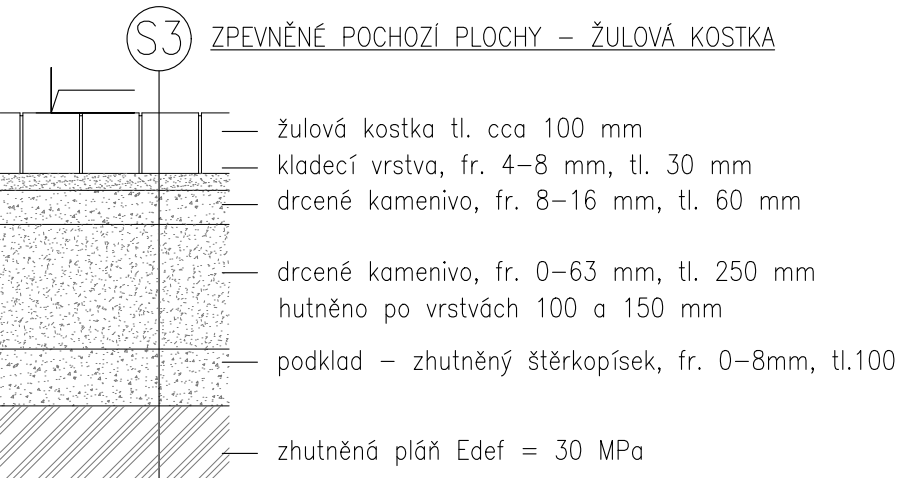 S3 ZPEVNĚNÉ POCHOZÍ PLOCHY – ŽULOVÁ KOSTKA
žulová kostka tl. cca 100 mm
kladecí vrstva, fr. 4–8 mm, tl. 30 mm
drcené kamenivo, fr. 8–16 mm, tl. 60 mm
drcené kamenivo, fr. 0–63 mm, tl. 250 mm
hutněno po vrstvách 100 a 150 mm
podklad – zhutněný štěrkopísek, fr. 0–8mm, tl.100
zhutněná pláň Edef = 30 MPa